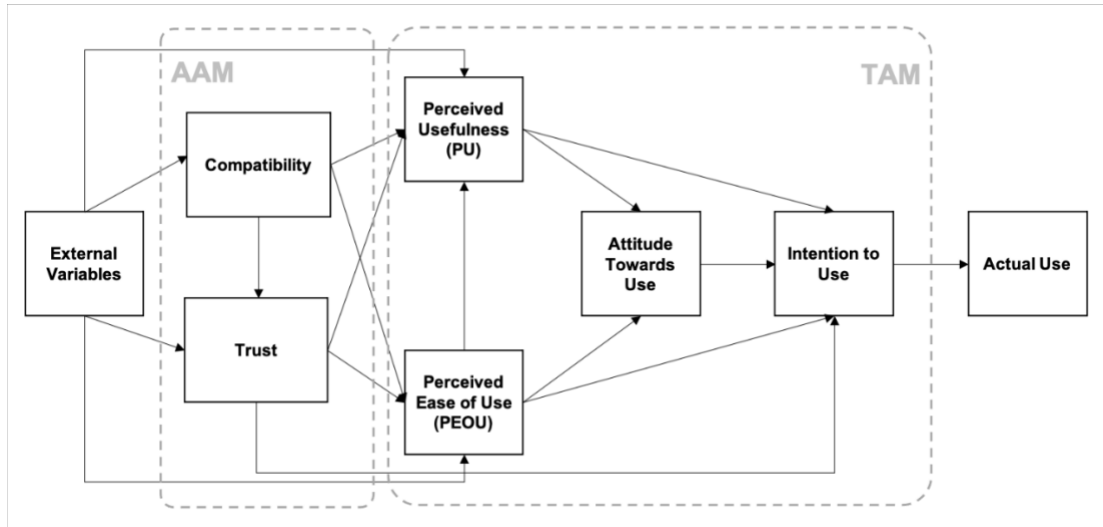 AAM
TAM
Perceived
Usefulness
(PU)
Compatibility
External
Variables
Attitude
Towards
Use
Intention to
Use
Actual Use
Trust
Perceived
Ease of Use
(PEOU)